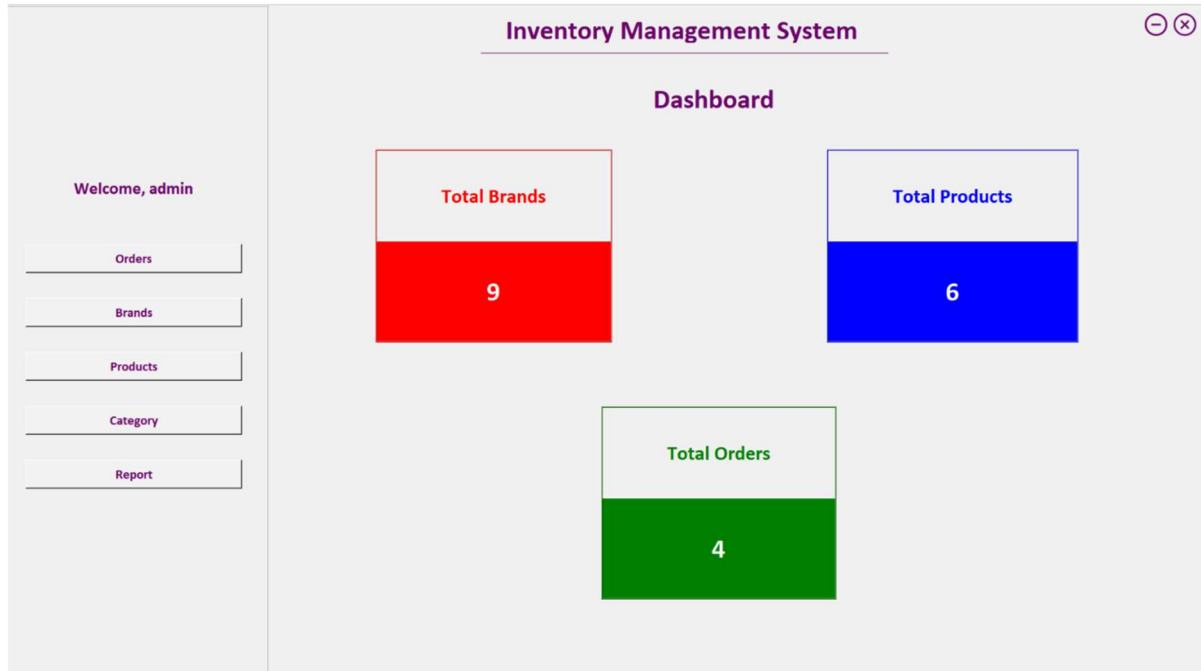 Inventory Management System
Dashboard
Welcome, admin
Orders
Brands
Products
Category
Report
Total Brands
9
Total Products
6
Total Orders
4